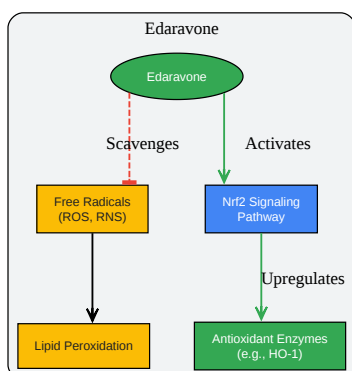 Edaravone
Edaravone
Scavenges
Activates
Free Radicals
(ROS, RNS)
Nrf2 Signaling
Pathway
Upregulates
Lipid Peroxidation
Antioxidant Enzymes
(e.g., HO-1)